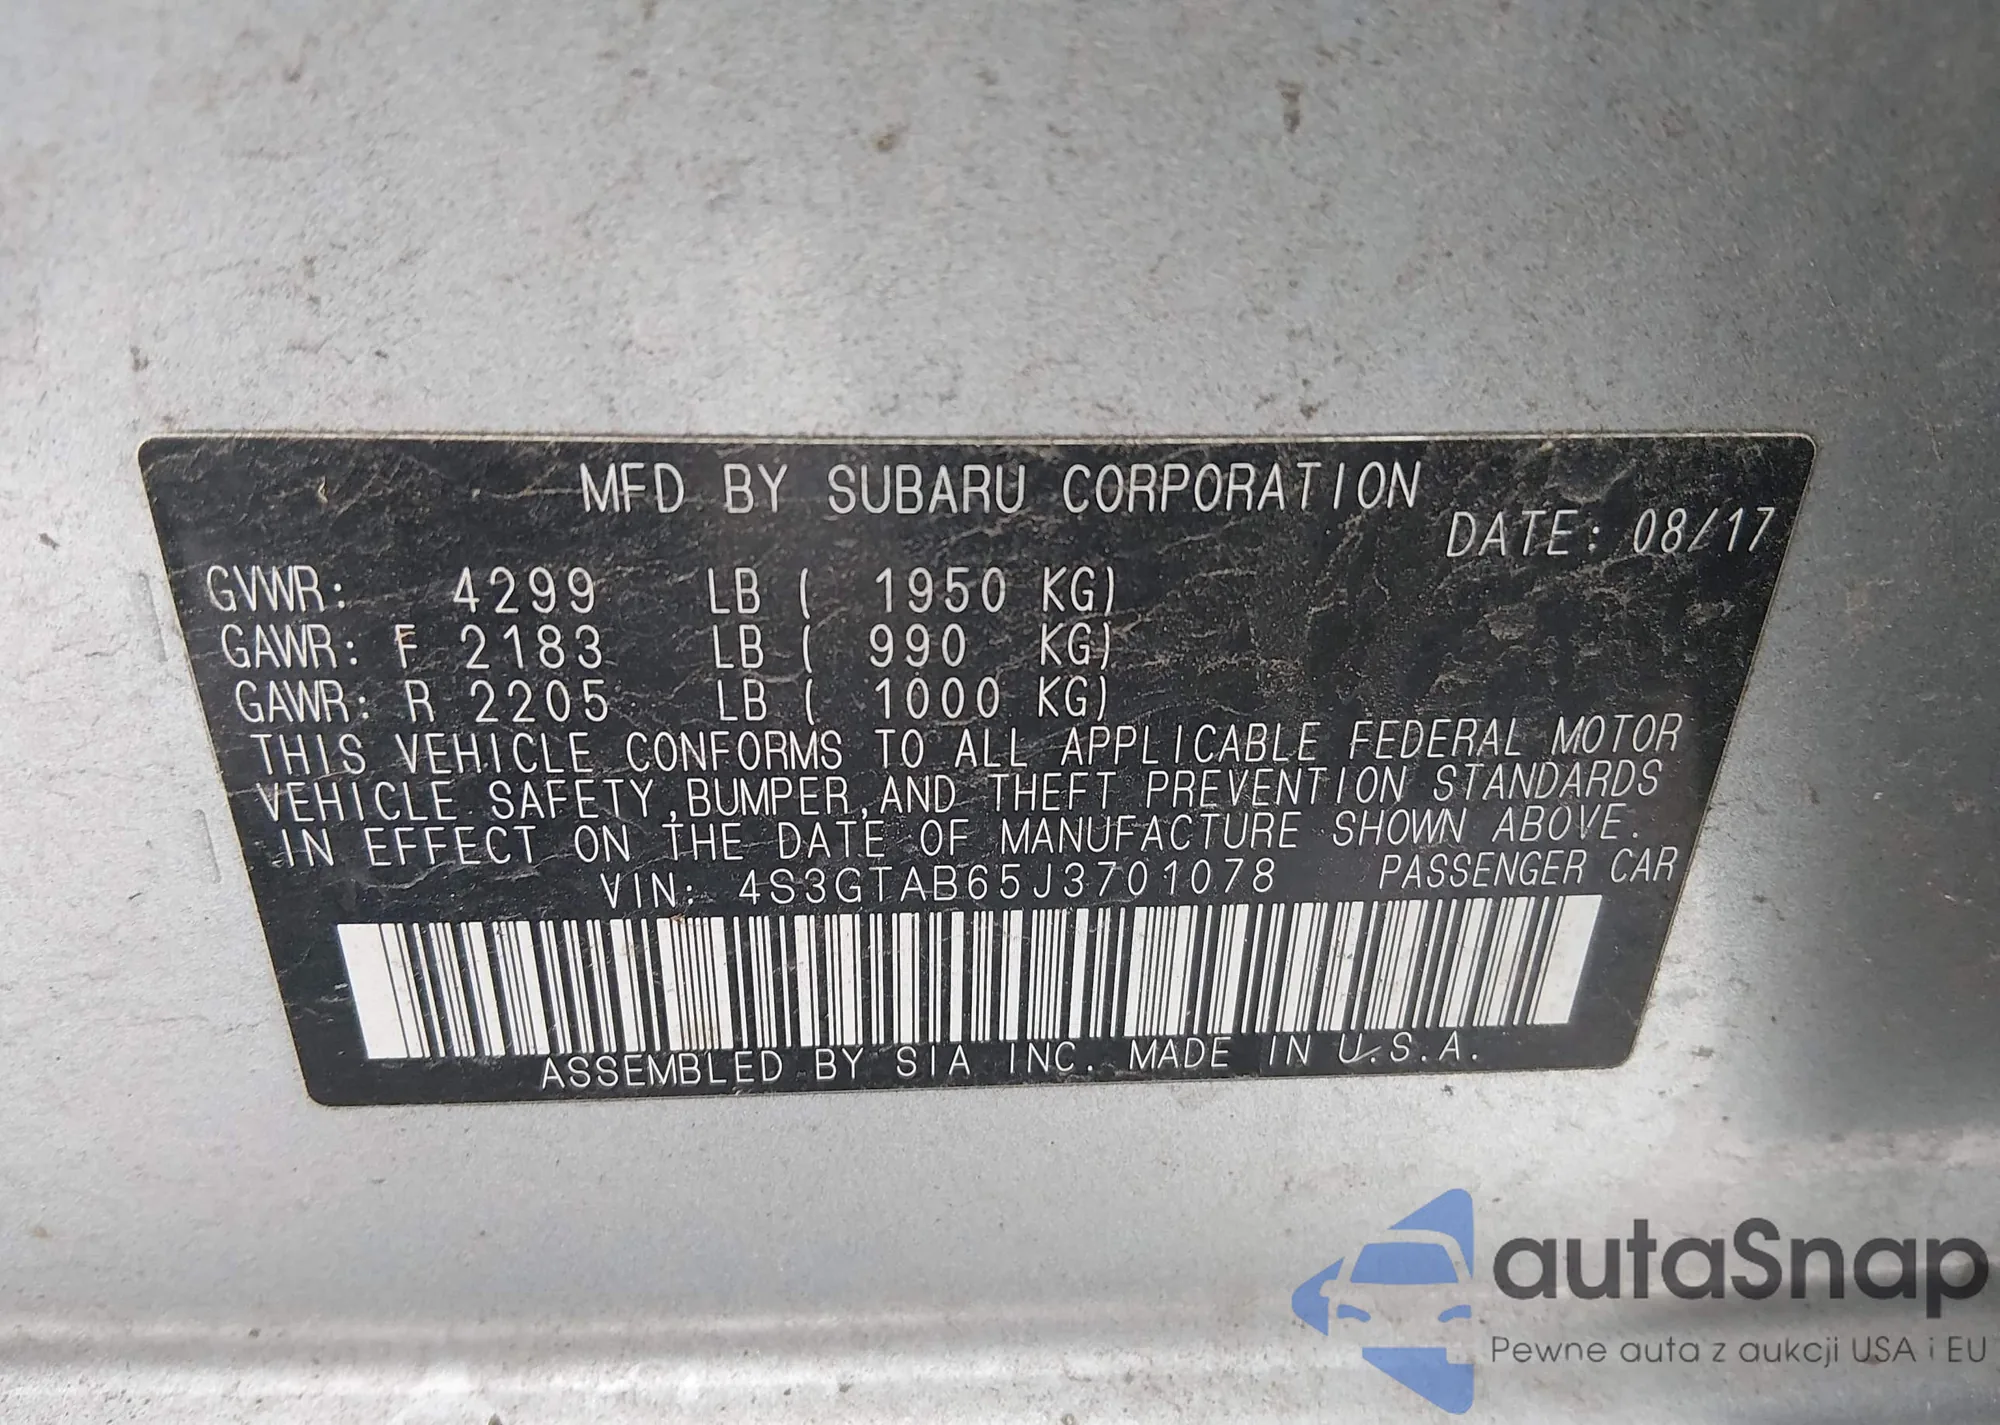 MFD BY SUBARU CORPORATION
DATE: 08/17
GVWR: 4299 LB ( 1950 KG)
GAWR: F 2183 LB ( 990 KG)
GAWR: R 2205 LB ( 1000 KG)
THIS VEHICLE CONFORMS TO ALL APPLICABLE FEDERAL MOTOR
VEHICLE SAFETY,BUMPER,AND THEFT PREVENTION STANDARDS
IN EFFECT ON THE DATE OF MANUFACTURE SHOWN ABOVE.
VIN: 4S3GTAB65J3701078 PASSENGER CAR
ASSEMBLED BY SIA INC. MADE IN U.S.A.
autaSnap
Pewne auta z aukcji USA i EU